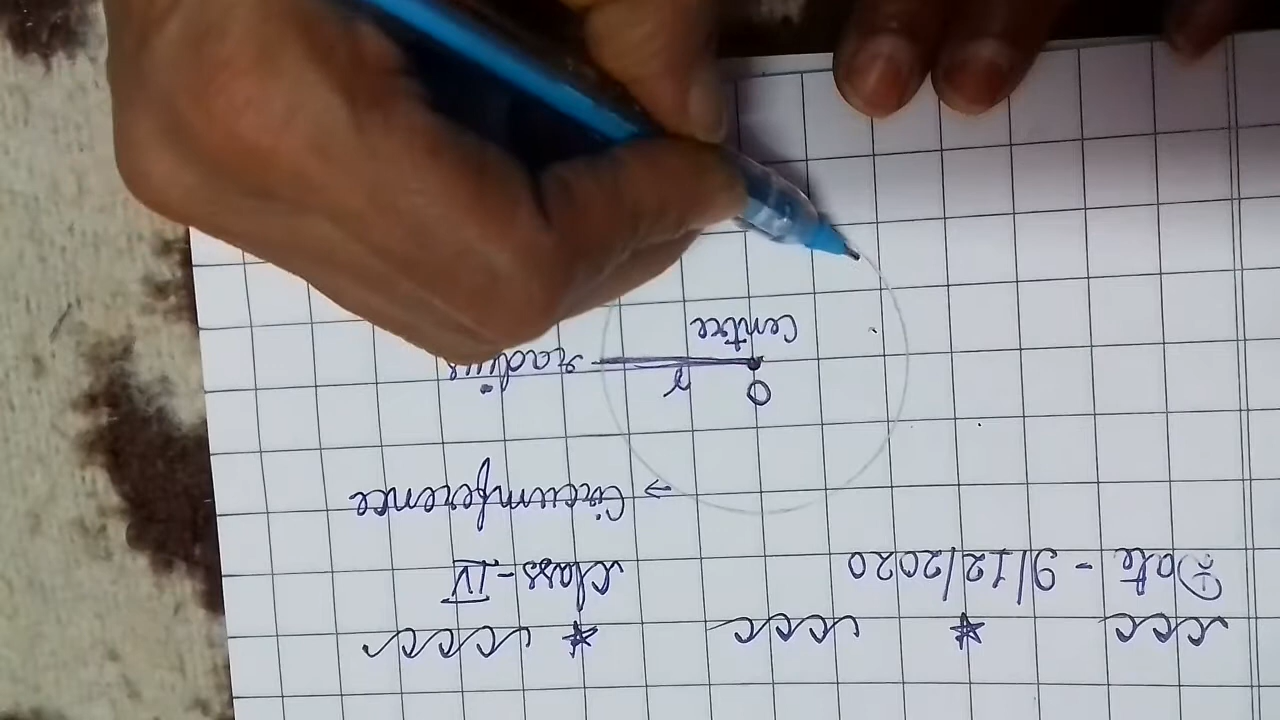 Date - 9/12/2020
Class - IV
→ Circumference
O
r
radius
Centre